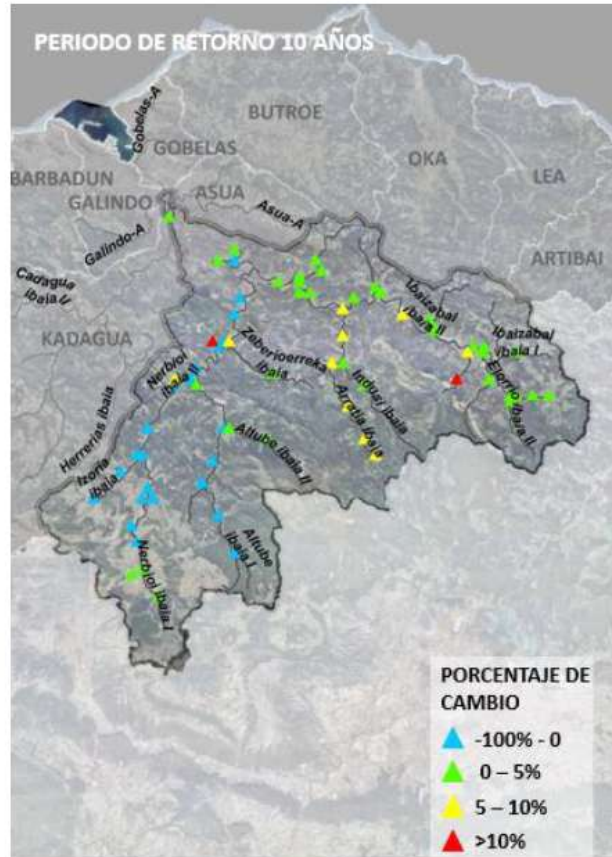 PERIODO DE RETORNO 10 AÑOS
Gobelas-A
BUTROE
GOBELAS
OKA
LEA
BARBADUN
GALINDO
ASUA
Asua-A
Galindo-A
ARTIBAI
Cadagua
ibaia II
KADAGUA
Ibaizabal
ibaia II
Ibaizabal
ibaia I
Nerbioi
ibaia II
Zeberioerreka
ibaia
Indusi ibaia
Elorrio ibaia II
Arratia ibaia
Herrerias ibaia
Izoria
ibaia
Altube ibaia II
Altube
ibaia I
Nerbioi ibaia I
PORCENTAJE DE
CAMBIO
-100% - 0
0 – 5%
5 – 10%
>10%